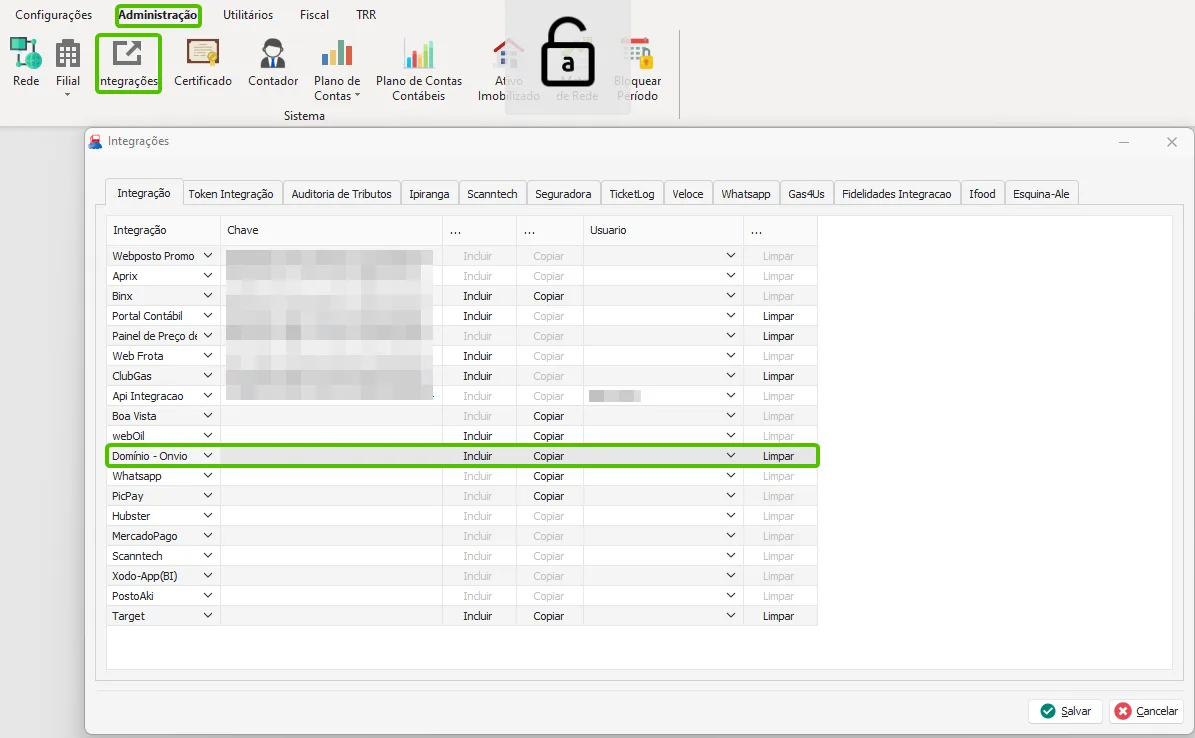 Configurações Administração Utilitários Fiscal TRR
Rede Filial Integrações Certificado Contador Plano de Contas Plano de Contas Contábeis Ativo Imobilizado de Rede Bloquear Período
a
Sistema
Integrações
Integração Token Integração Auditoria de Tributos Ipiranga Scanntech Seguradora TicketLog Veloce Whatsapp Gas4Us Fidelidades Integracao Ifood Esquina-Ale
Integração Chave ... ... Usuario ...
Webposto Promo Incluir Copiar Limpar
Aprix Incluir Copiar Limpar
Binx Incluir Copiar Limpar
Portal Contábil Incluir Copiar Limpar
Painel de Preço de Incluir Copiar Limpar
Web Frota Incluir Copiar Limpar
ClubGas Incluir Copiar Limpar
Api Integracao Incluir Copiar Limpar
Boa Vista Incluir Copiar Limpar
webOil Incluir Copiar Limpar
Domínio - Onvio Incluir Copiar Limpar
Whatsapp Incluir Copiar Limpar
PicPay Incluir Copiar Limpar
Hubster Incluir Copiar Limpar
MercadoPago Incluir Copiar Limpar
Scanntech Incluir Copiar Limpar
Xodo-App(BI) Incluir Copiar Limpar
PostoAki Incluir Copiar Limpar
Target Incluir Copiar Limpar
Salvar Cancelar